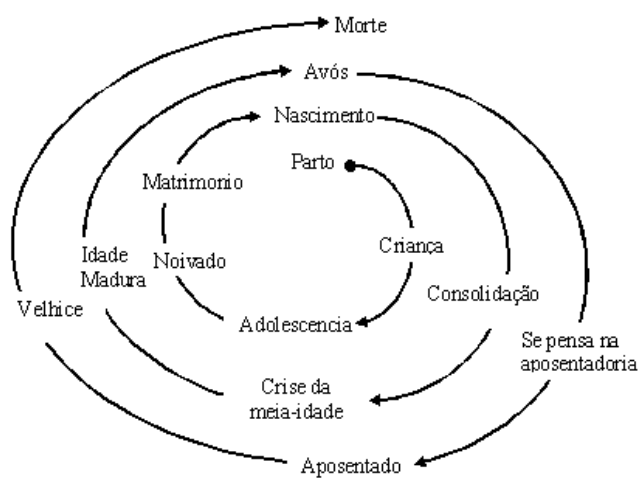 Morte
Avós
Nascimento
Parto
Matrimonio
Criança
Idade
Madura
Noivado
Consolidação
Velhice
Adolescencia
Se pensa na
aposentadoria
Crise da
meia-idade
Aposentado